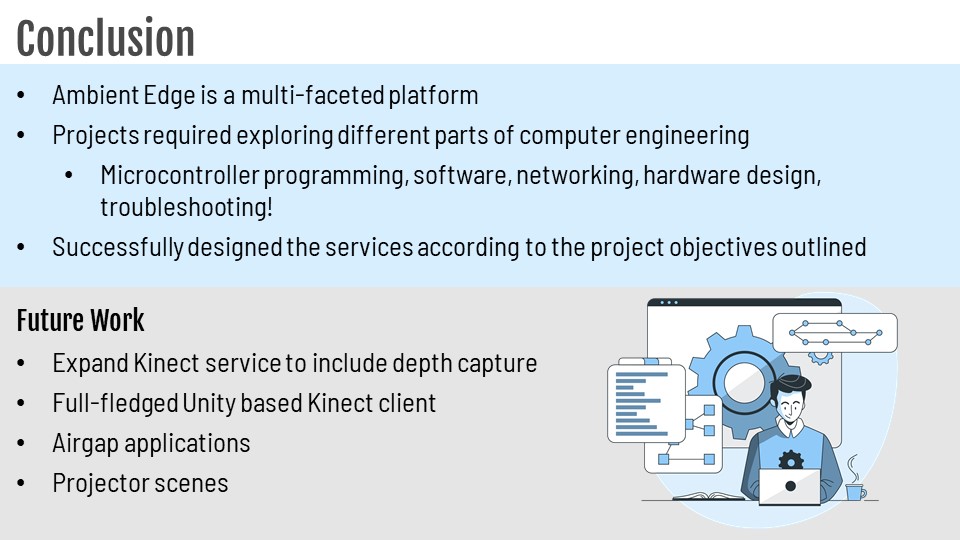 Conclusion
• Ambient Edge is a multi-faceted platform
• Projects required exploring different parts of computer engineering
• Microcontroller programming, software, networking, hardware design,
troubleshooting!
• Successfully designed the services according to the project objectives outlined
Future Work
• Expand Kinect service to include depth capture
• Full-fledged Unity based Kinect client
• Airgap applications
• Projector scenes